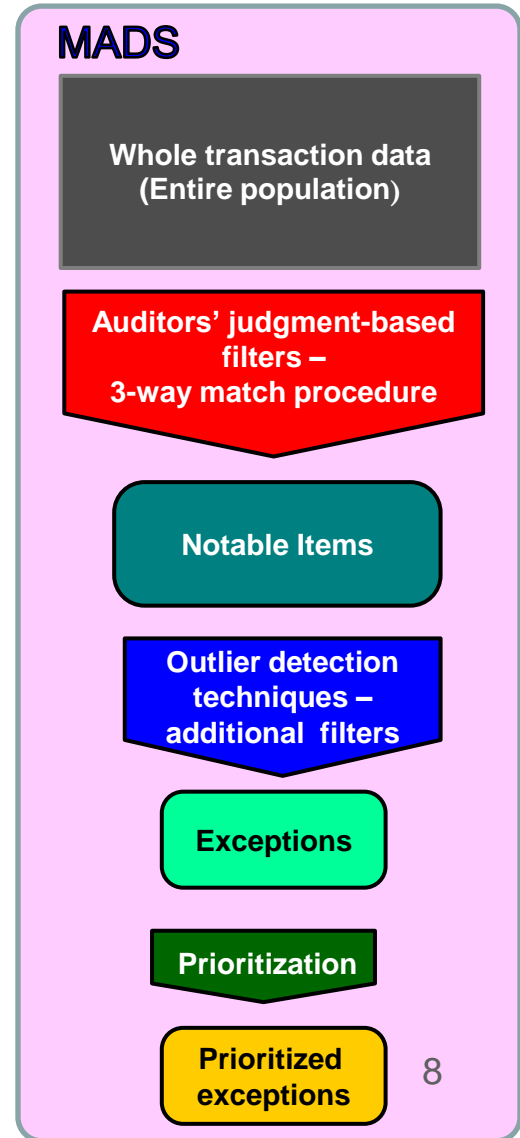 MADS
Whole transaction data
(Entire population)
Auditors’ judgment-based
filters –
3-way match procedure
Notable Items
Outlier detection
techniques –
additional  filters
Exceptions
Prioritization
Prioritized
exceptions
8